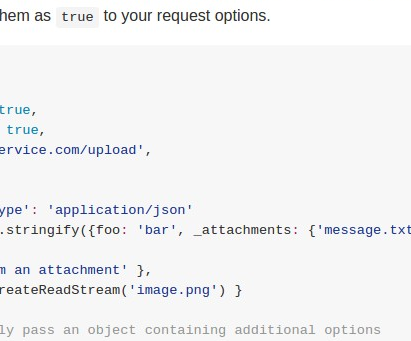 hem as true to your request options.
true,
true,
ervice.com/upload',
ype': 'application/json'
.stringify({foo: 'bar', _attachments: {'message.txt
m an attachment' },
reateReadStream('image.png') }
ly pass an object containing additional options